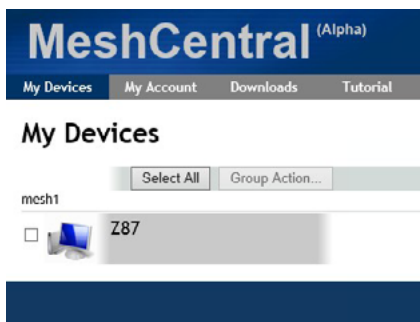 MeshCentral (Alpha)
My Devices My Account Downloads Tutorial
My Devices
Select All Group Action...
mesh1
Z87